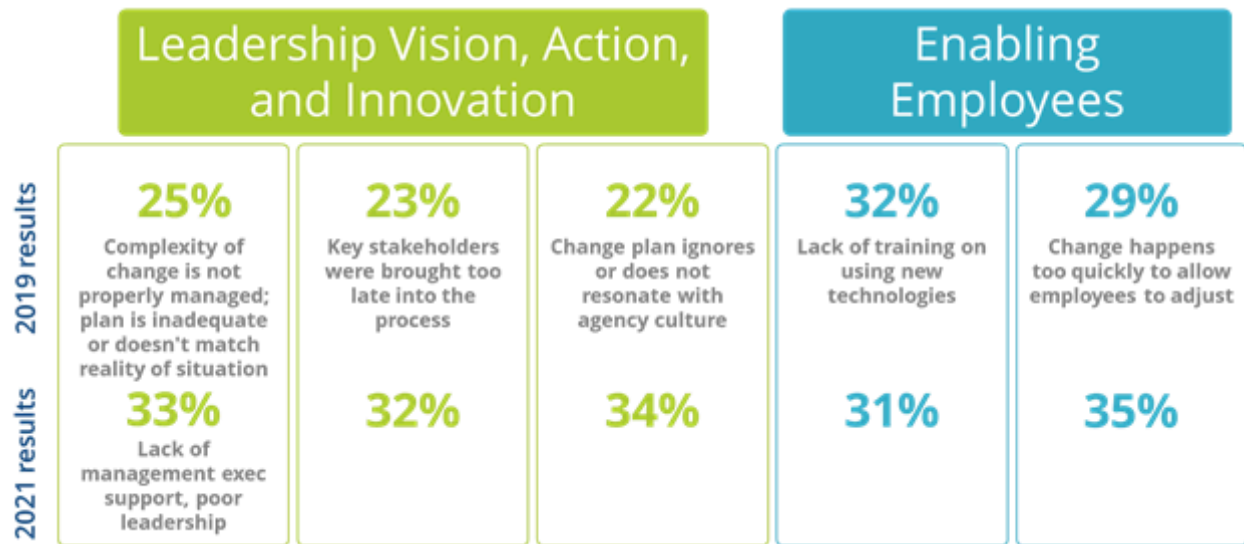 Leadership Vision, Action,
and Innovation
Enabling
Employees
2019 results
25%
Complexity of
change is not
properly managed;
plan is inadequate
or doesn't match
reality of situation
23%
Key stakeholders
were brought too
late into the
process
22%
Change plan ignores
or does not
resonate with
agency culture
32%
Lack of training on
using new
technologies
29%
Change happens
too quickly to allow
employees to adjust
2021 results
33%
Lack of
management exec
support, poor
leadership
32%
34%
31%
35%